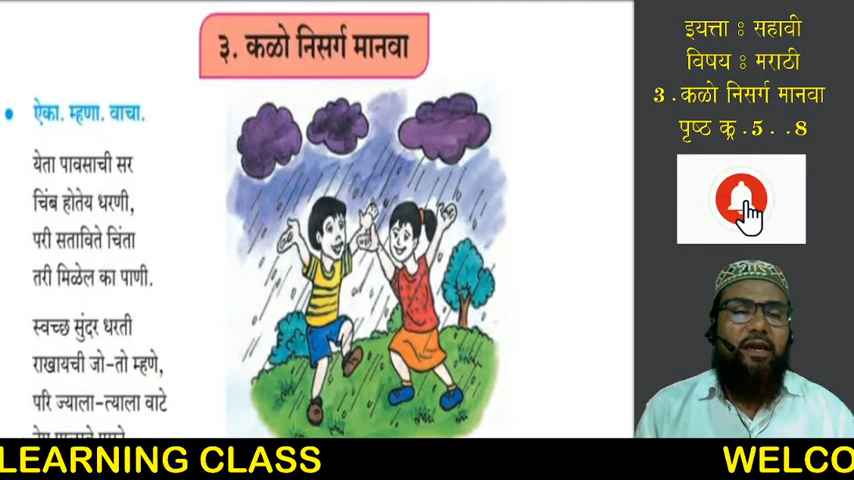 ३. कळो निसर्ग मानवा
ऐका. म्हणा. वाचा.
येता पावसाची सर
चिंब होतेय धरणी,
परी सताविते चिंता
तरी मिळेल का पाणी.
स्वच्छ सुंदर धरती
राखायची जो-तो म्हणे,
परि ज्याला-त्याला वाटे
इयत्ता : सहावी
विषय : मराठी
3 .कळो निसर्ग मानवा
पृष्ठ क्र.5..8
LEARNING CLASS
WELCO